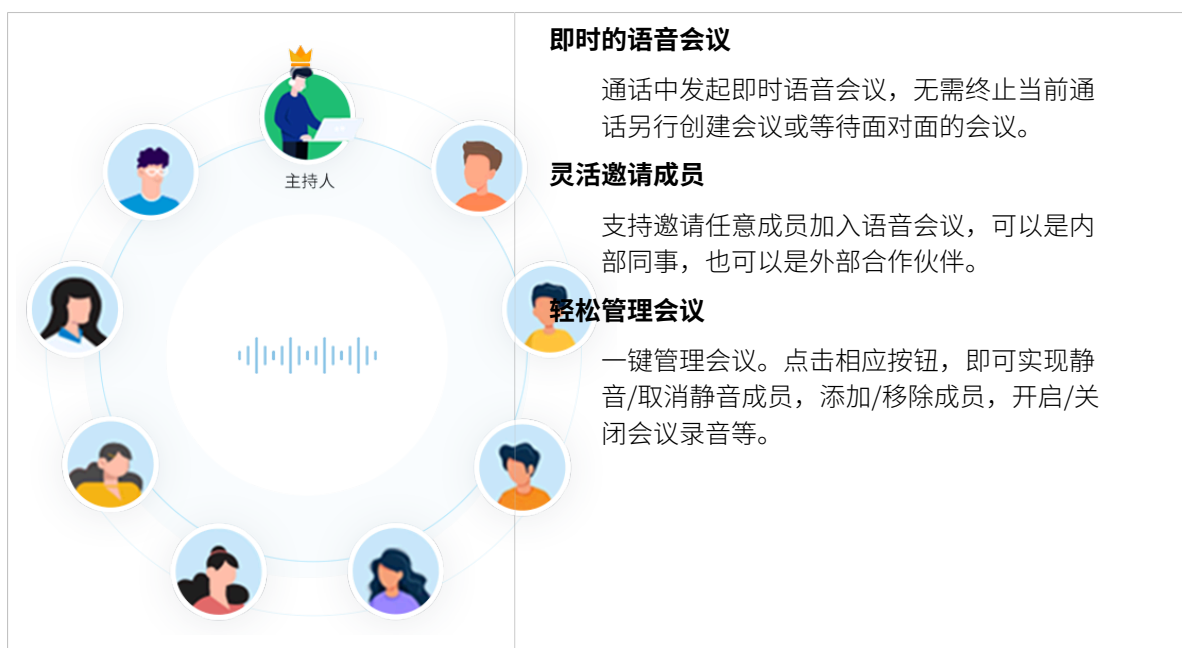 主持人
即时的语音会议
通话中发起即时语音会议，无需终止当前通
话另行创建会议或等待面对面的会议。
灵活邀请成员
支持邀请任意成员加入语音会议，可以是内
部同事，也可以是外部合作伙伴。
轻松管理会议
一键管理会议。点击相应按钮，即可实现静
音/取消静音成员，添加/移除成员，开启/关
闭会议录音等。